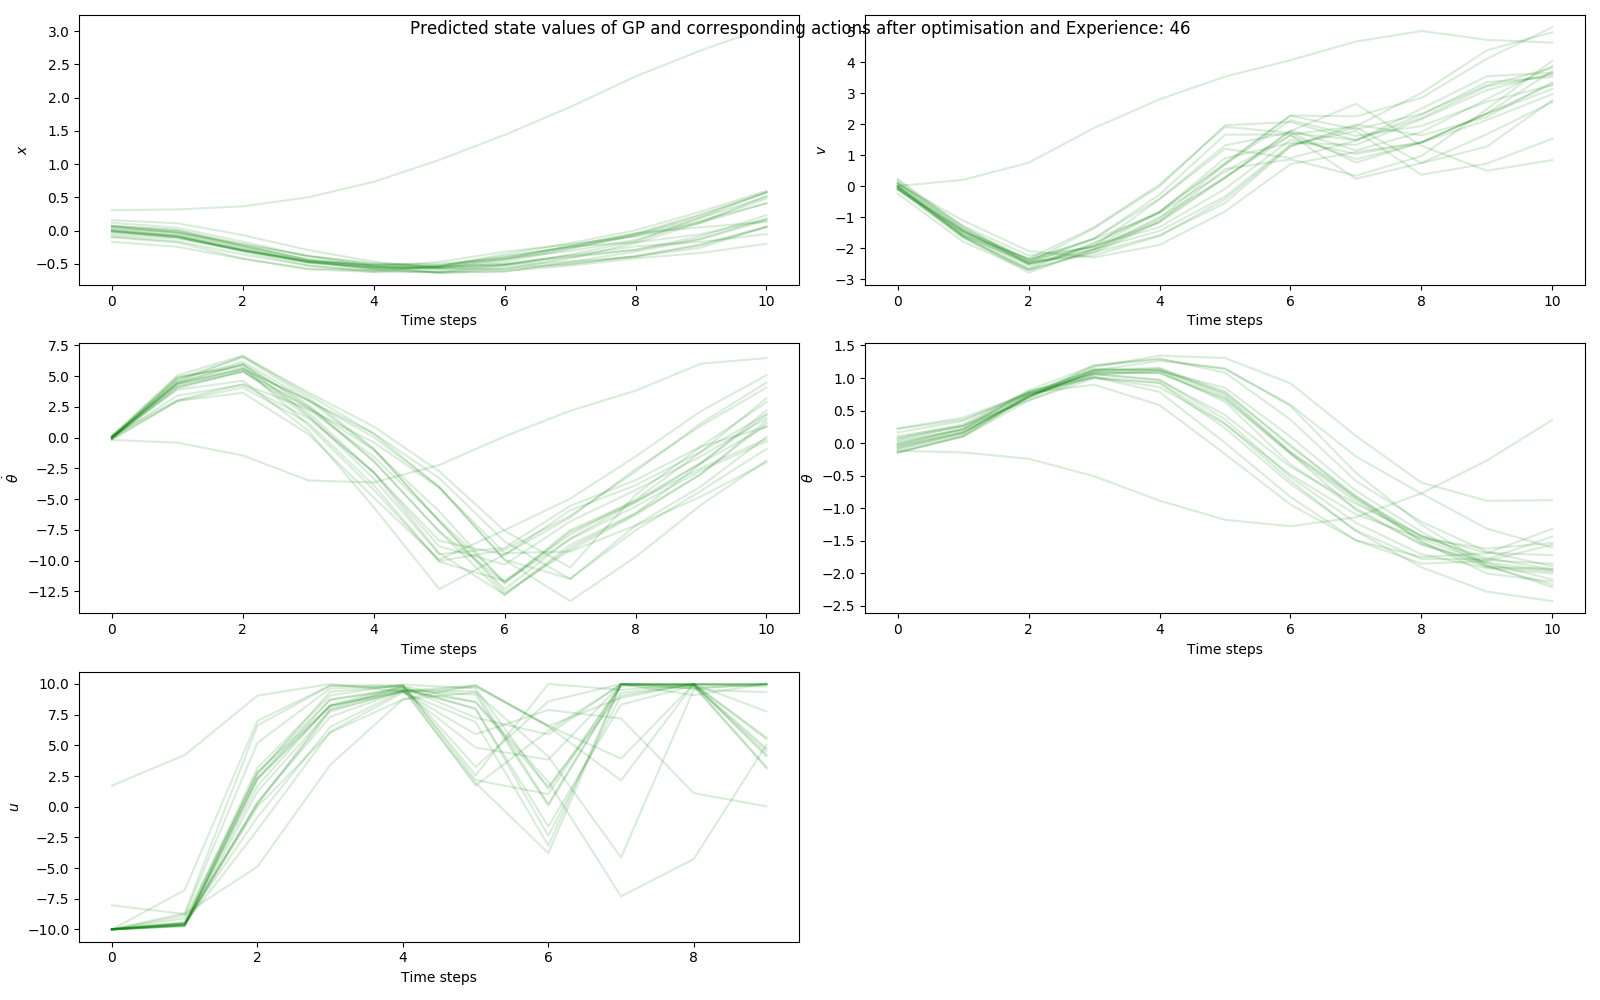 Predicted state values of GP and corresponding actions after optimisation and Experience: 46
3.0
2.5
2.0
1.5
1.0
0.5
0.0
−0.5
x
0 2 4 6 8 10
Time steps
5
4
3
2
1
0
−1
−2
−3
v
0 2 4 6 8 10
Time steps
7.5
5.0
2.5
0.0
−2.5
−5.0
−7.5
−10.0
−12.5
θ̇
0 2 4 6 8 10
Time steps
1.5
1.0
0.5
0.0
−0.5
−1.0
−1.5
−2.0
−2.5
θ
0 2 4 6 8 10
Time steps
10.0
7.5
5.0
2.5
0.0
−2.5
−5.0
−7.5
−10.0
u
0 2 4 6 8
Time steps